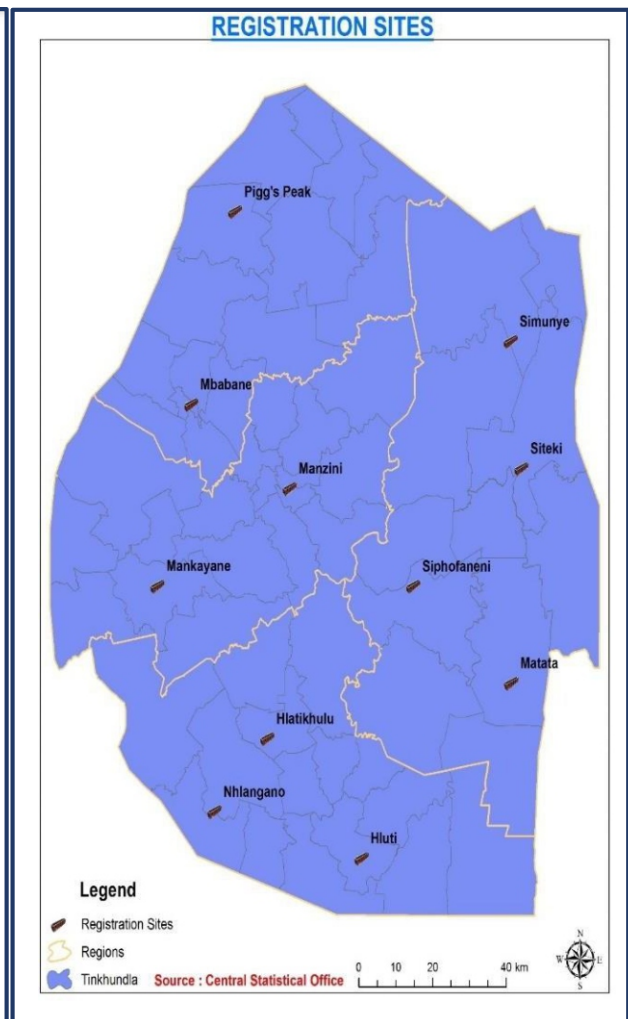 REGISTRATION SITES
Pigg's Peak
Simunye
Mbabane
Siteki
Manzini
Mankayane
Siphofaneni
Matata
Hlatikhulu
Nhlangano
Hluti
Legend
Registration Sites
Regions
Tinkhundla
Source : Central Statistical Office
0 10 20 40 km
N
W E
S